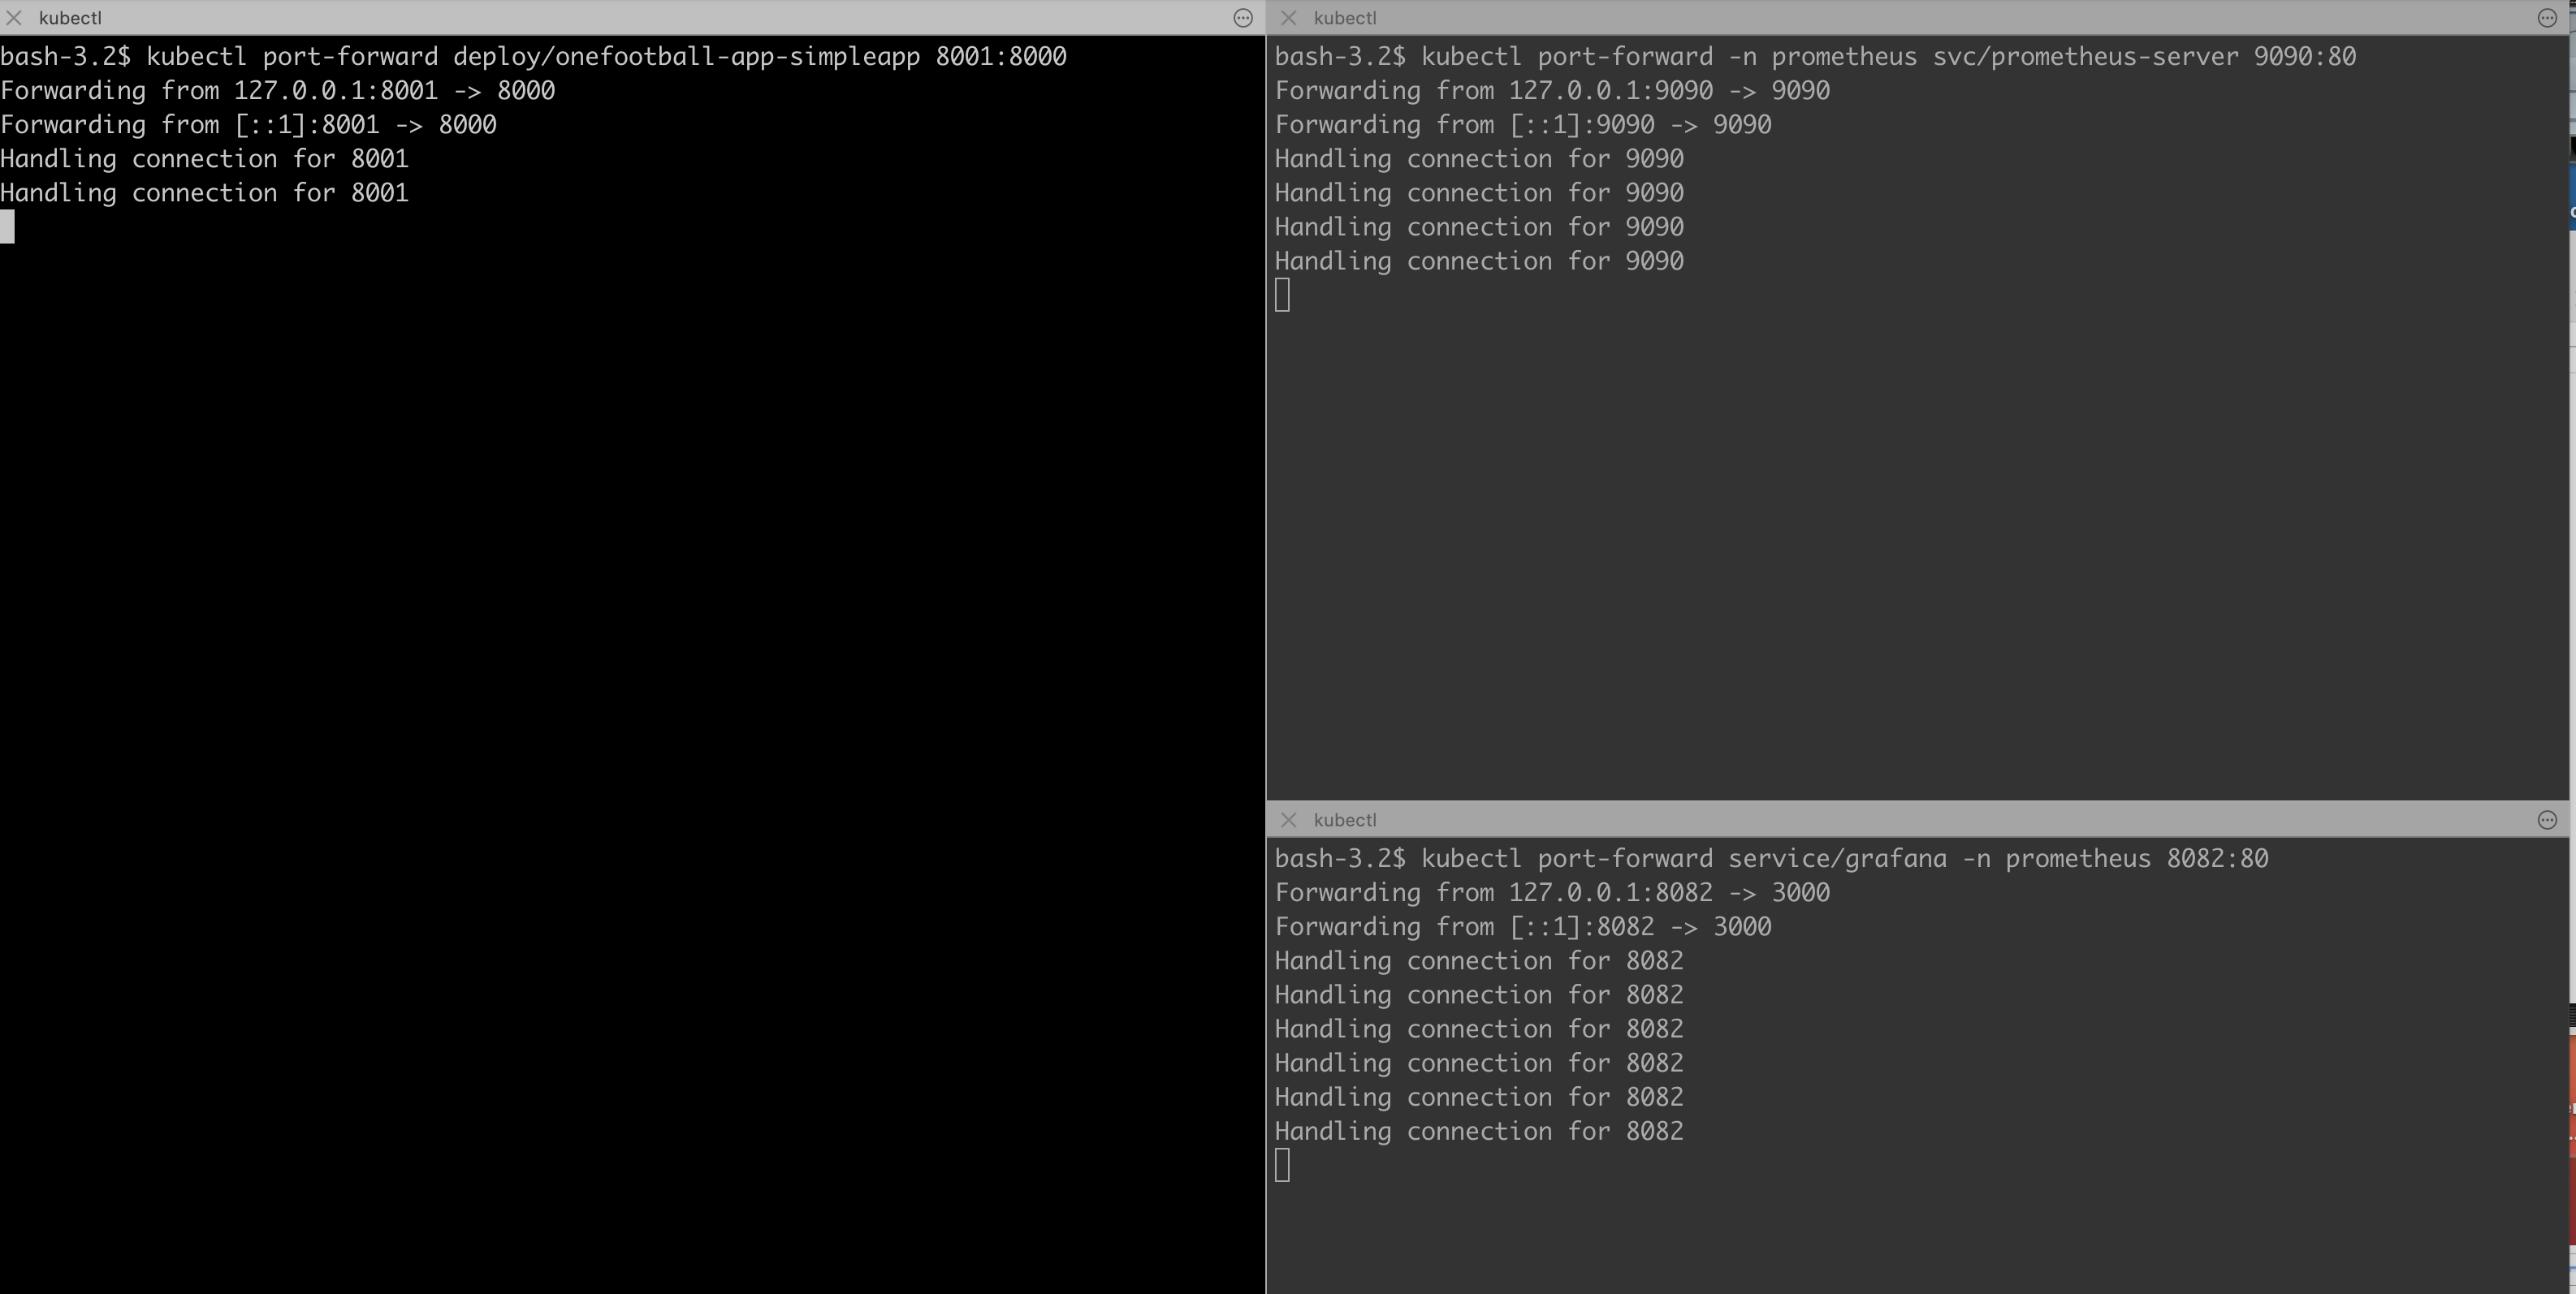 kubectl
bash-3.2$ kubectl port-forward deploy/onefootball-app-simpleapp 8001:8000
Forwarding from 127.0.0.1:8001 -> 8000
Forwarding from [::1]:8001 -> 8000
Handling connection for 8001
Handling connection for 8001
kubectl
bash-3.2$ kubectl port-forward -n prometheus svc/prometheus-server 9090:80
Forwarding from 127.0.0.1:9090 -> 9090
Forwarding from [::1]:9090 -> 9090
Handling connection for 9090
Handling connection for 9090
Handling connection for 9090
Handling connection for 9090
kubectl
bash-3.2$ kubectl port-forward service/grafana -n prometheus 8082:80
Forwarding from 127.0.0.1:8082 -> 3000
Forwarding from [::1]:8082 -> 3000
Handling connection for 8082
Handling connection for 8082
Handling connection for 8082
Handling connection for 8082
Handling connection for 8082
Handling connection for 8082